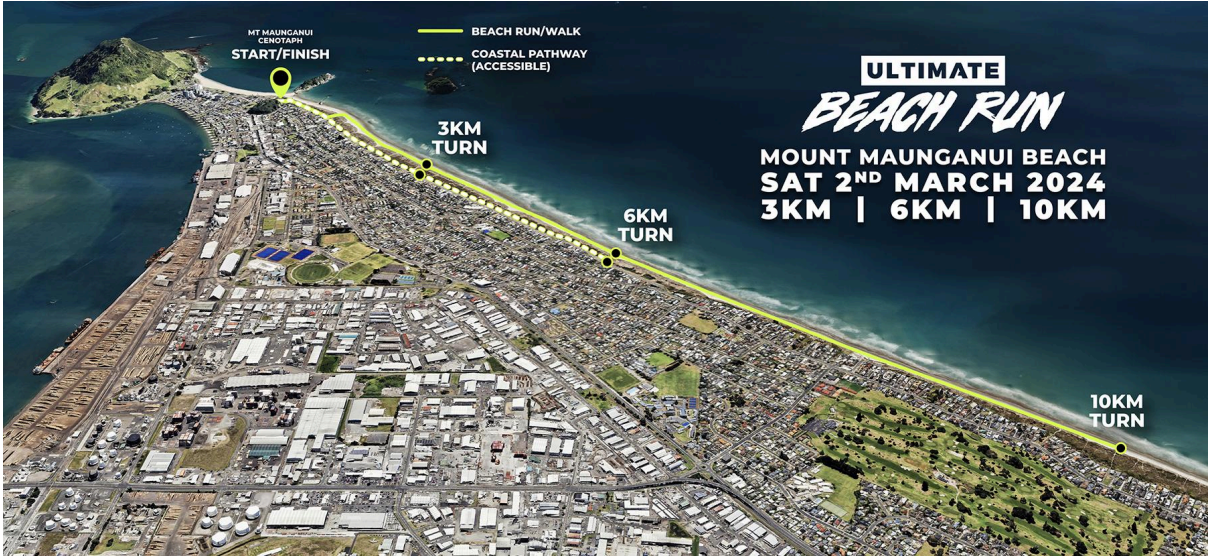 MT MAUNGANUI
CENOTAPH
START/FINISH
BEACH RUN/WALK
COASTAL PATHWAY
(ACCESSIBLE)
ULTIMATE
BEACH RUN
MOUNT MAUNGANUI BEACH
SAT 2ND MARCH 2024
3KM | 6KM | 10KM
3KM
TURN
6KM
TURN
10KM
TURN